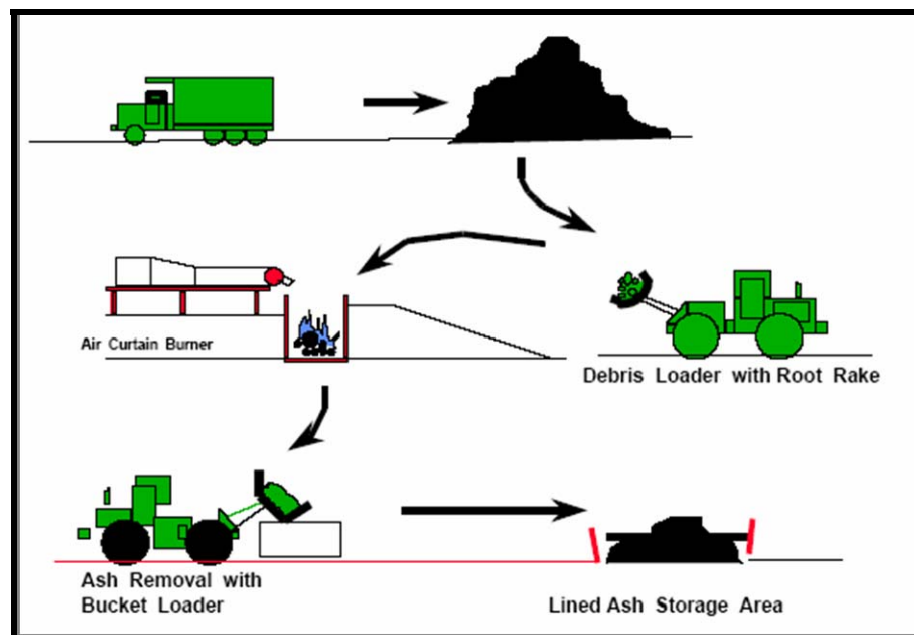 Air Curtain Burner
Debris Loader with Root Rake
Ash Removal with
Bucket Loader
Lined Ash Storage Area